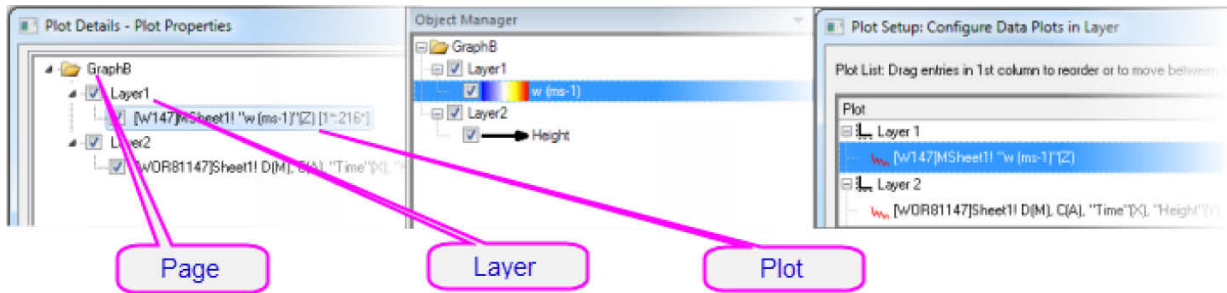 Plot Details - Plot Properties
GraphB
Layer1
[W147]MSheet1! "w (ms-1)"(Z) [1*:216*]
Layer2
[WOR81147]Sheet1! D(M), C(A), "Time"(X),
Object Manager
GraphB
Layer1
w (ms-1)
Layer2
Height
Plot Setup: Configure Data Plots in Layer
Plot List: Drag entries in 1st column to reorder or to move between
Plot
Layer 1
[W147]MSheet1! "w (ms-1)"(Z)
Layer 2
[WOR81147]Sheet1! D(M), C(A), "Time"(X), "Height"(Y)
Page
Layer
Plot